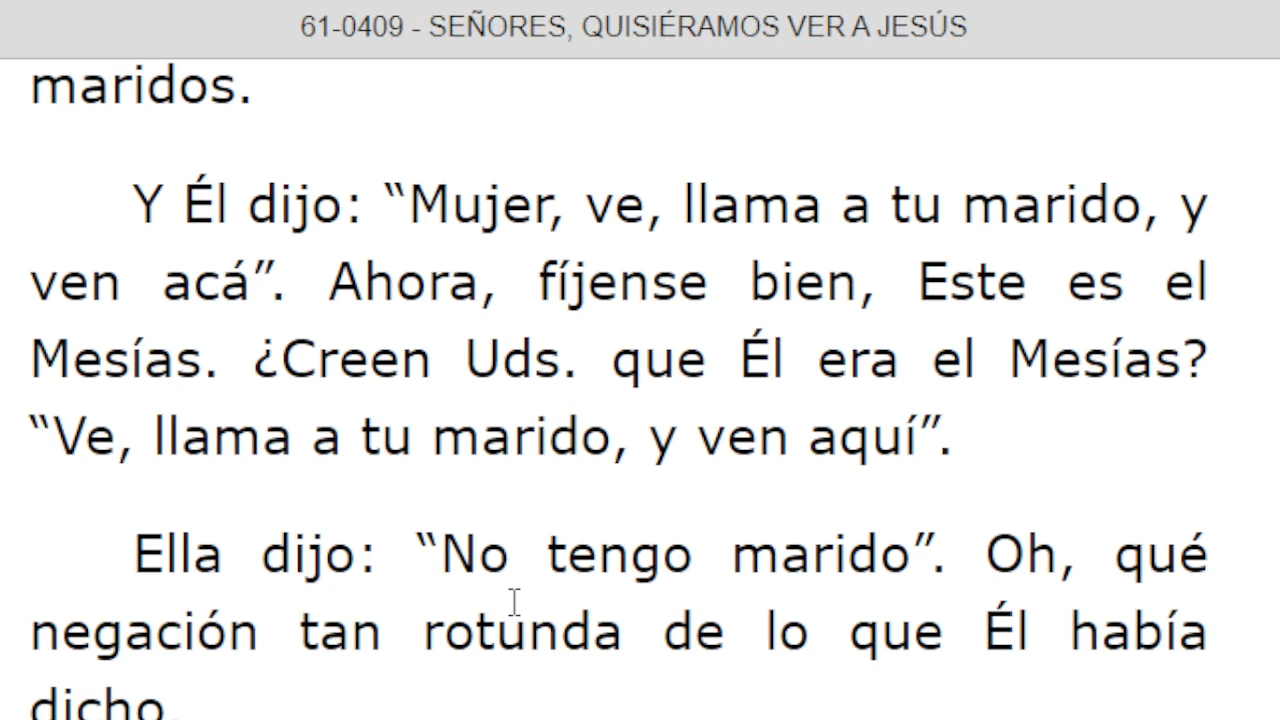 61-0409 - SEÑORES, QUISIÉRAMOS VER A JESÚS
maridos.
Y Él dijo: “Mujer, ve, llama a tu marido, y
ven acá”. Ahora, fíjense bien, Este es el
Mesías. ¿Creen Uds. que Él era el Mesías?
“Ve, llama a tu marido, y ven aquí”.
Ella dijo: “No tengo marido”. Oh, qué
negación tan rotunda de lo que Él había
dicho.